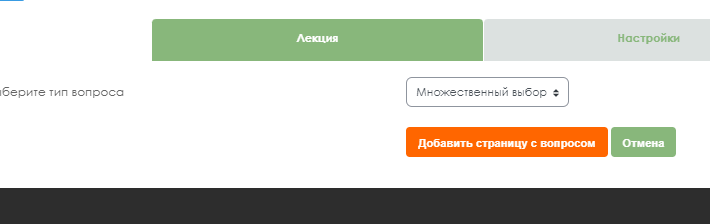 Лекция
Настройки
берите тип вопроса
Множественный выбор
Добавить страницу с вопросом
Отмена